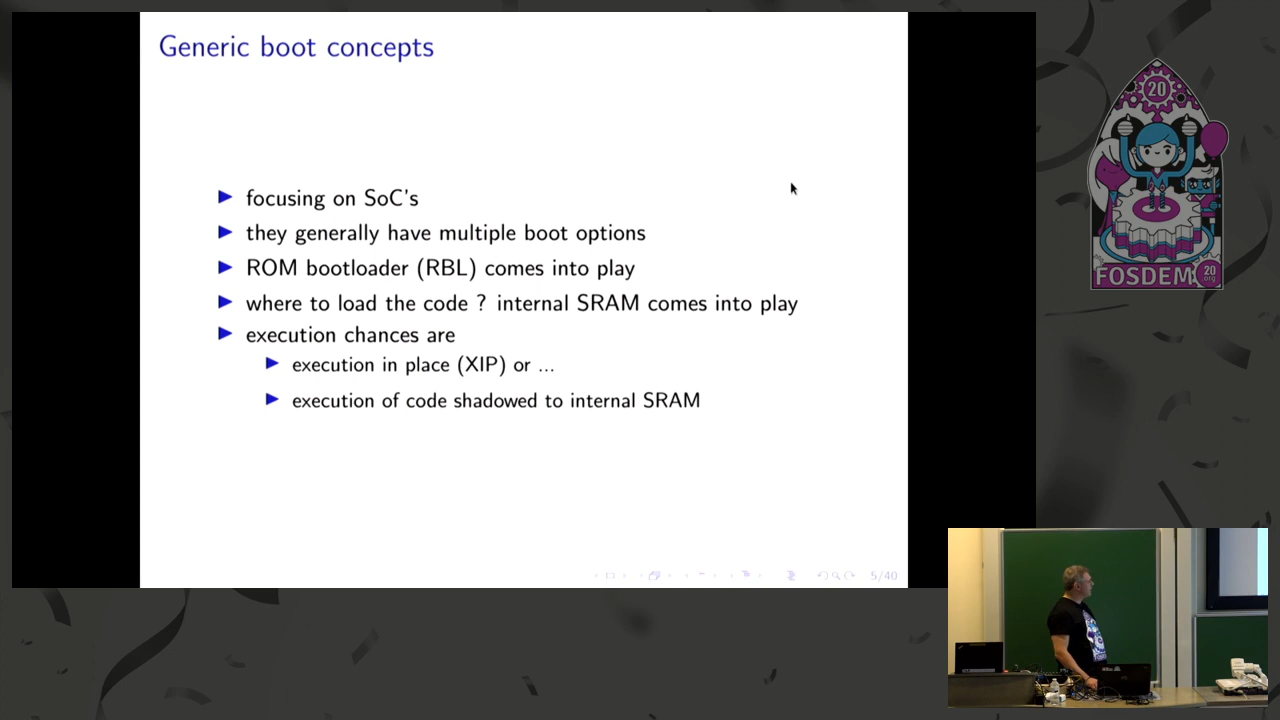 Generic boot concepts
focusing on SoC's
they generally have multiple boot options
ROM bootloader (RBL) comes into play
where to load the code ? internal SRAM comes into play
execution chances are
execution in place (XIP) or ...
execution of code shadowed to internal SRAM
5/40
20
FOSDEM 20
.org